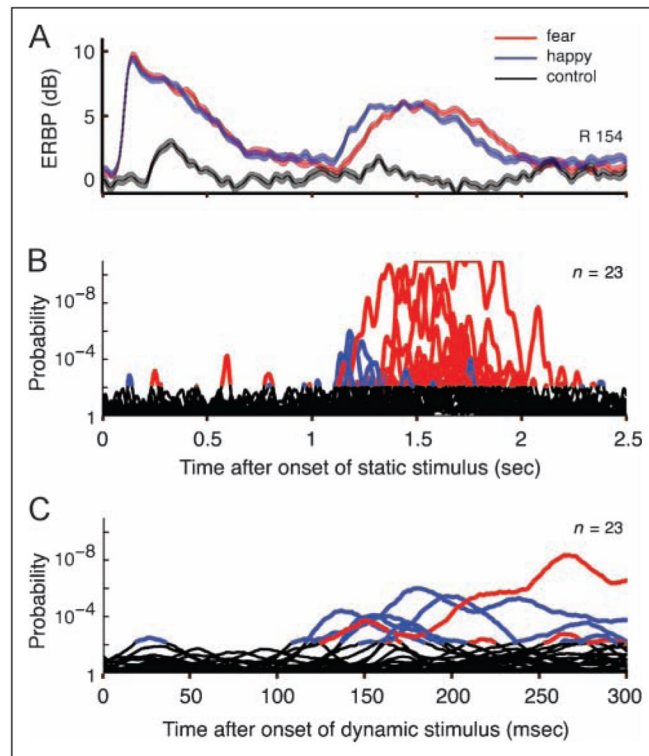 A
fear
happy
control
10
5
0
ERBP (dB)
R 154
B
n = 23
10⁻⁸
10⁻⁴
1
Probability
0 0.5 1 1.5 2 2.5
Time after onset of static stimulus (sec)
C
n = 23
10⁻⁸
10⁻⁴
1
Probability
0 50 100 150 200 250 300
Time after onset of dynamic stimulus (msec)